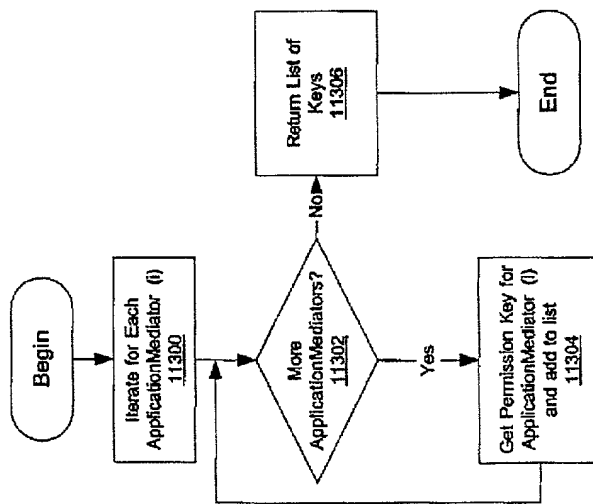 Begin
Iterate for Each
ApplicationMediator (i)
11300
More
ApplicationMediators?
11302
No
Return List of
Keys
11306
End
Yes
Get Permission Key for
ApplicationMediator (i)
and add to list
11304